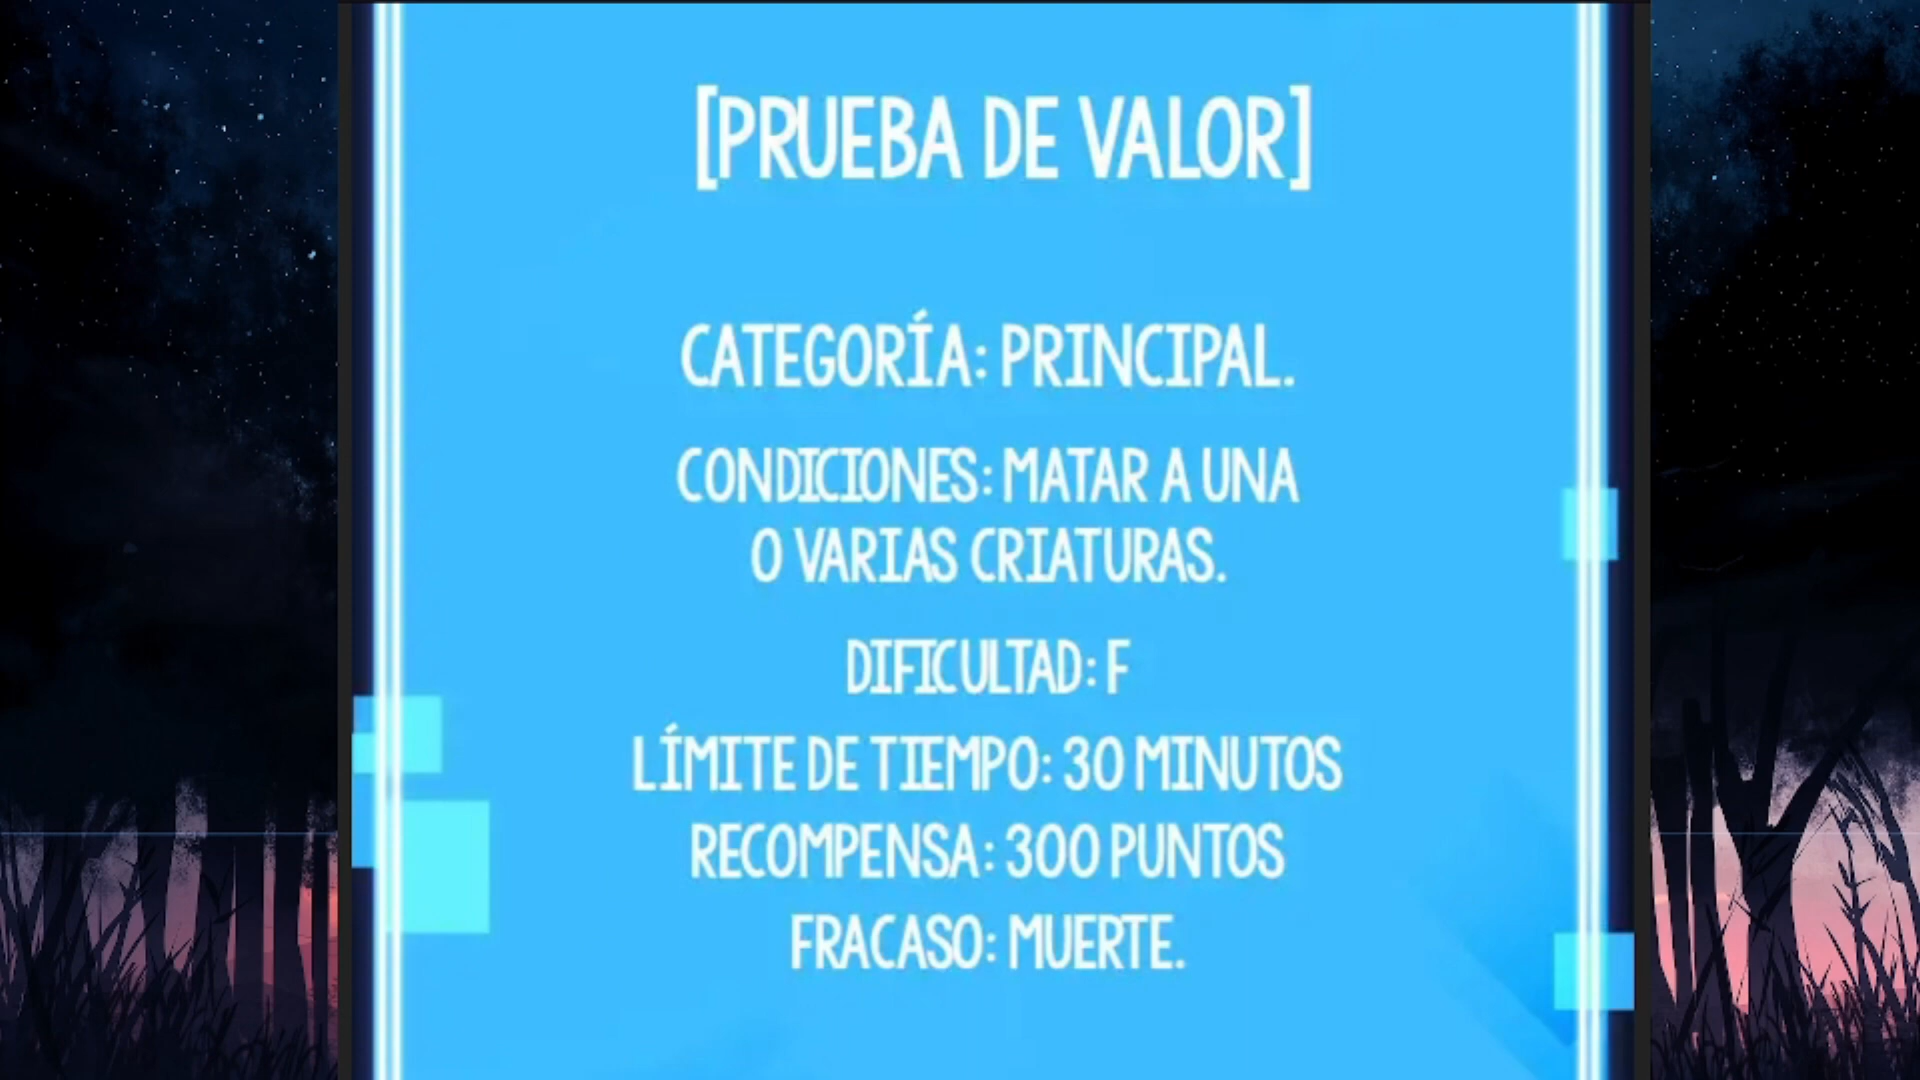 [PRUEBA DE VALOR]
CATEGORÍA: PRINCIPAL.
CONDICIONES: MATAR A UNA
O VARIAS CRIATURAS.
DIFICULTAD: F
LÍMITE DE TIEMPO: 30 MINUTOS
RECOMPENSA: 300 PUNTOS
FRACASO: MUERTE.